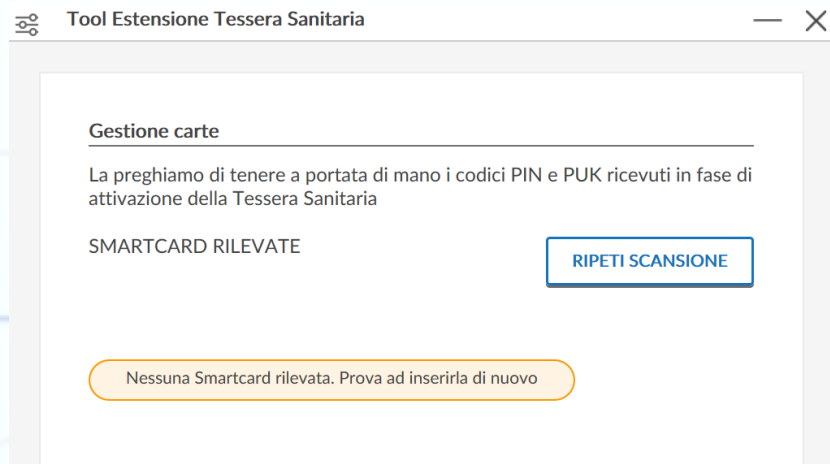 Tool Estensione Tessera Sanitaria
Gestione carte
La preghiamo di tenere a portata di mano i codici PIN e PUK ricevuti in fase di
attivazione della Tessera Sanitaria
SMARTCARD RILEVATE
RIPETI SCANSIONE
Nessuna Smartcard rilevata. Prova ad inserirla di nuovo